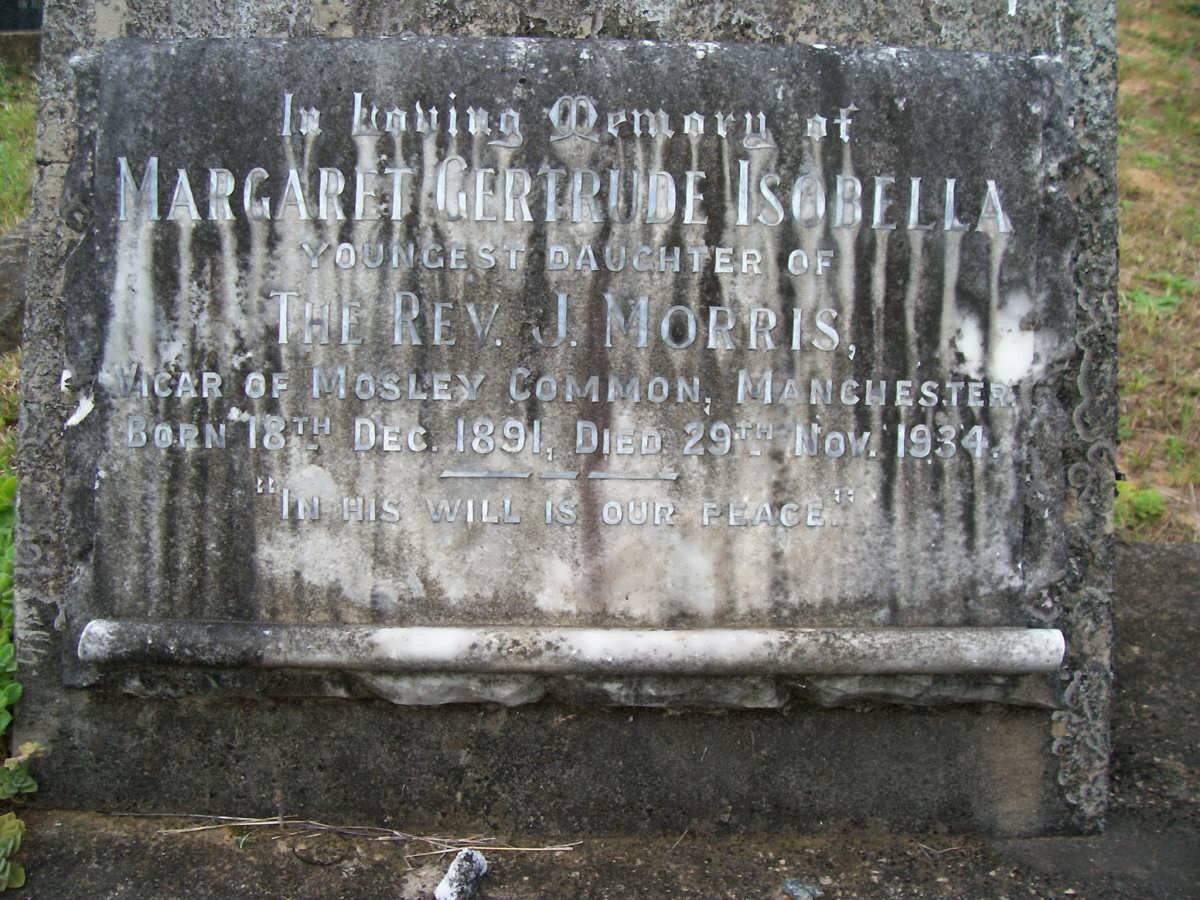 In Loving Memory of
MARGARET GERTRUDE ISOBELLA
YOUNGEST DAUGHTER OF
THE REV. J. MORRIS,
VICAR OF MOSLEY COMMON, MANCHESTER.
BORN 18TH DEC. 1891, DIED 29TH NOV. 1934.
"IN HIS WILL IS OUR PEACE."